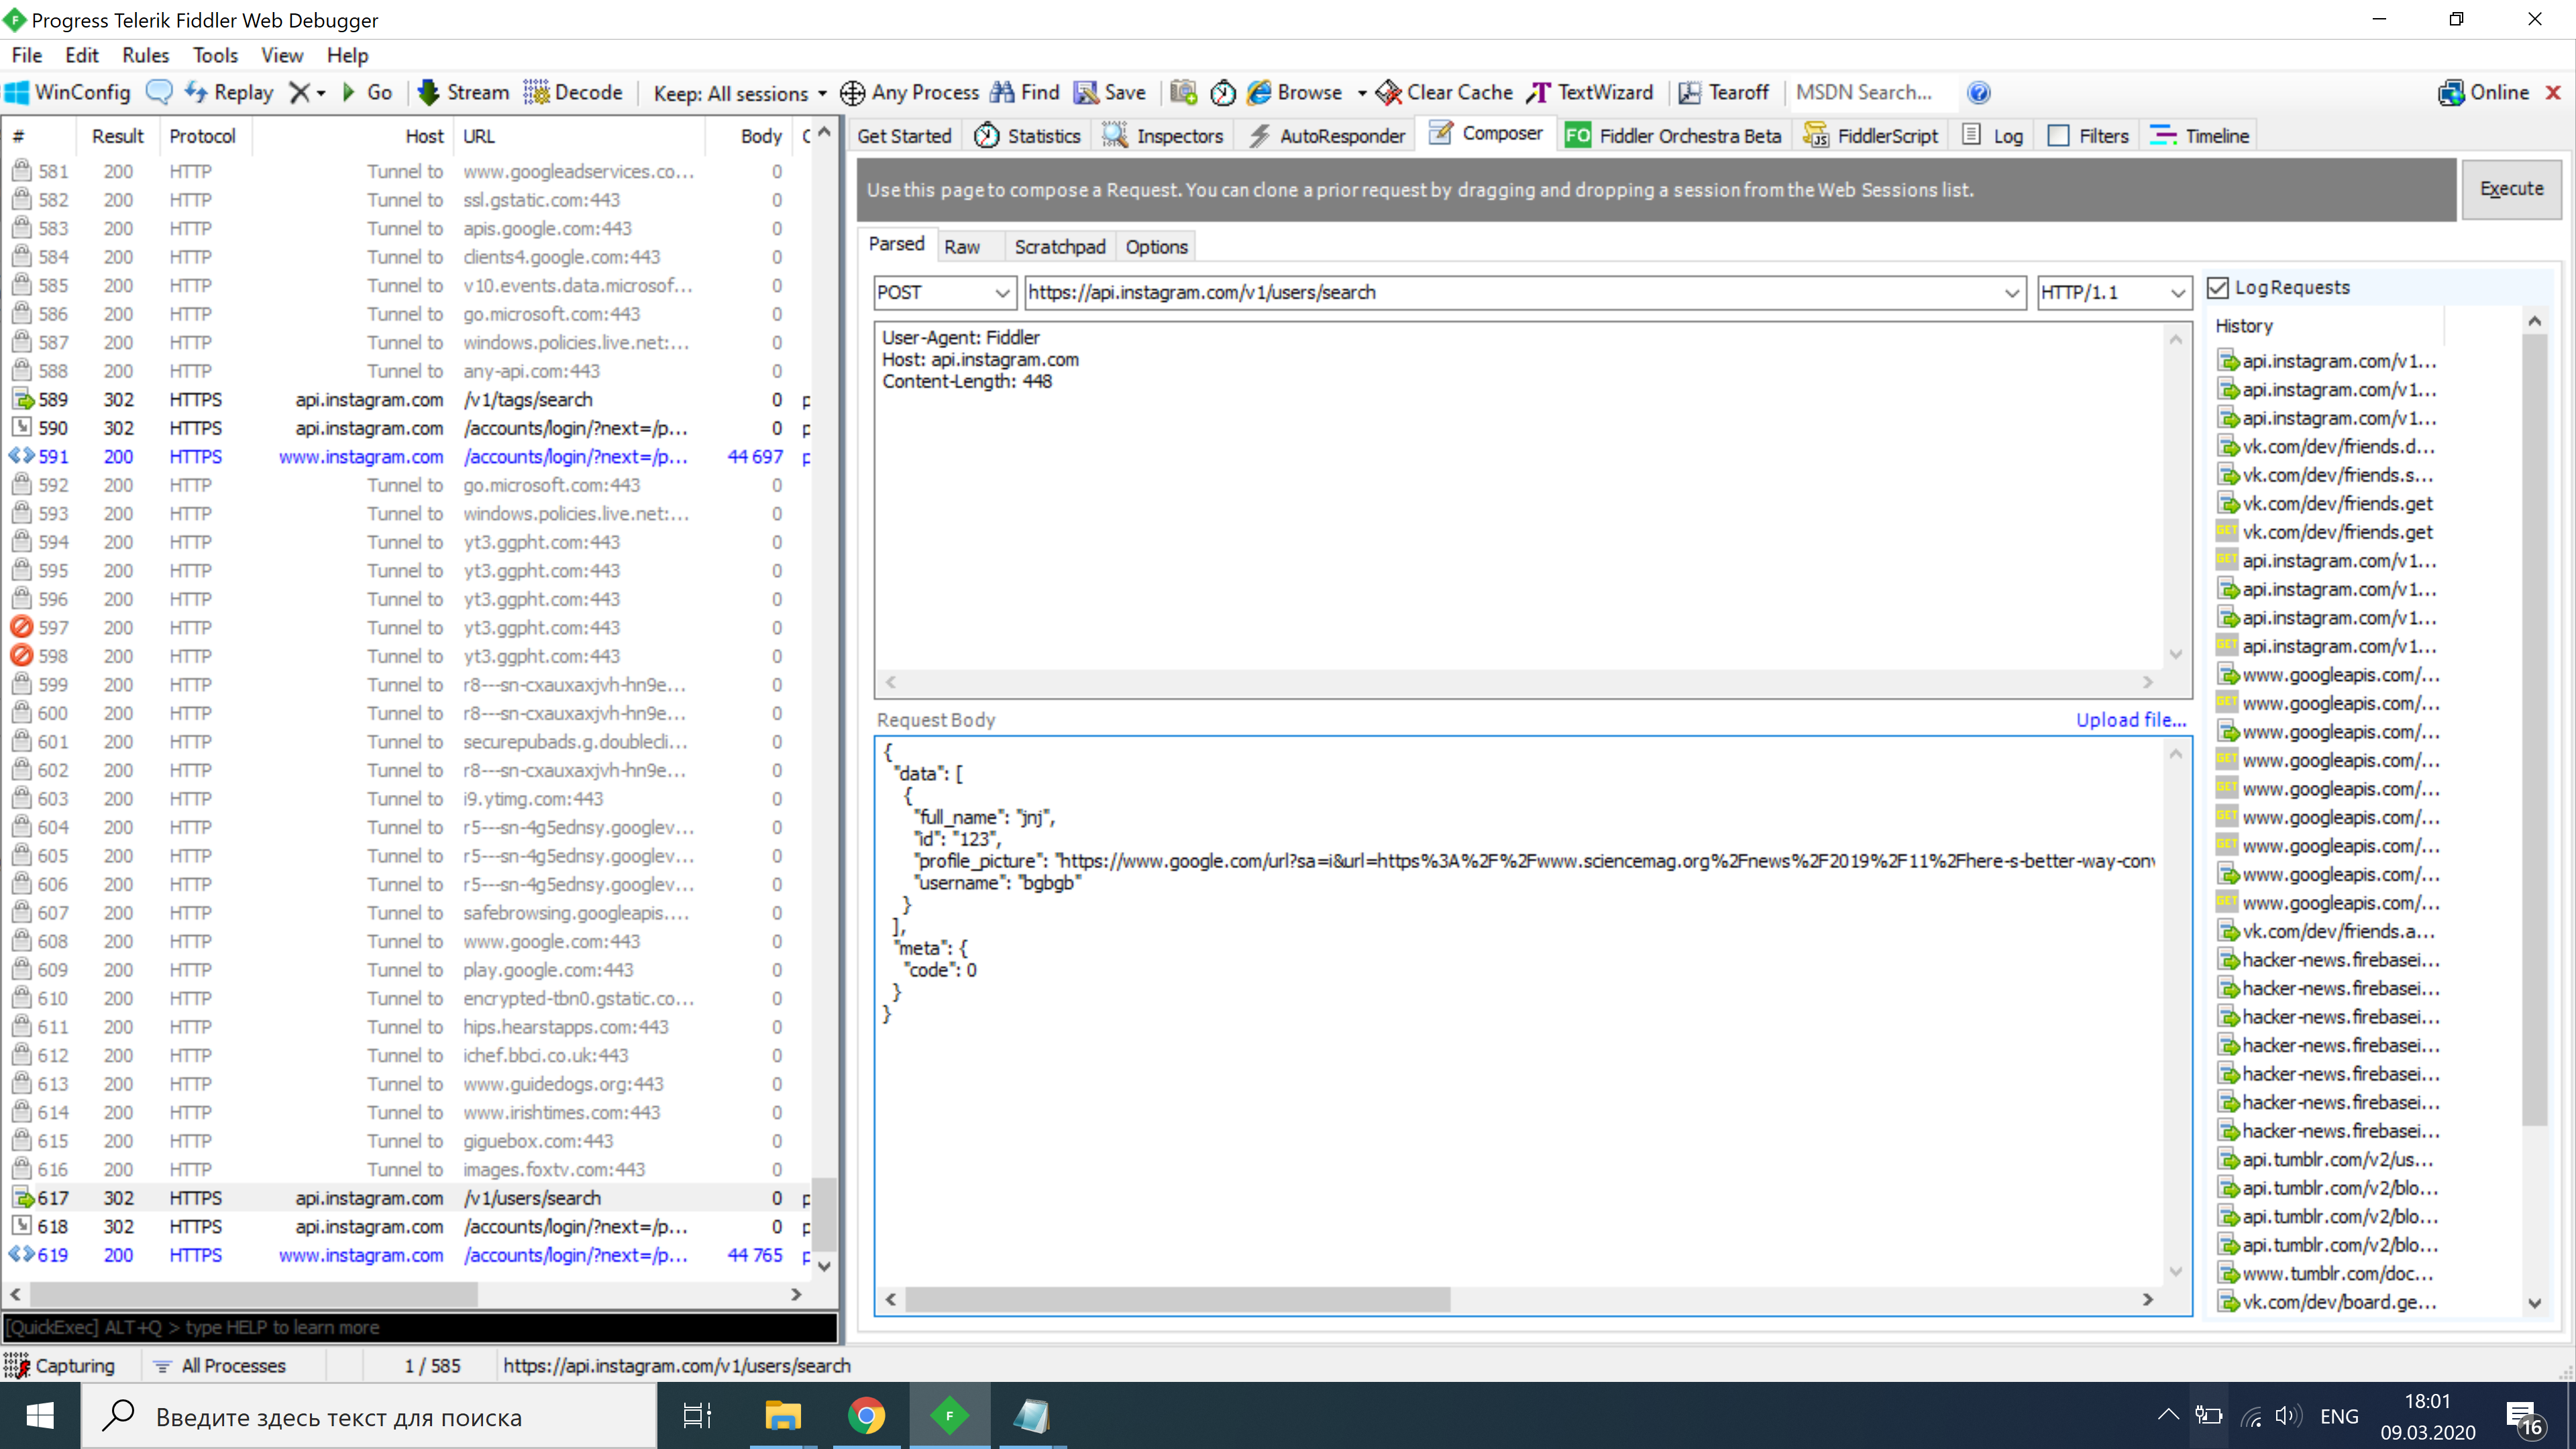 Progress Telerik Fiddler Web Debugger
File Edit Rules Tools View Help
WinConfig Replay Go Stream Decode Keep: All sessions Any Process Find Save Browse Clear Cache TextWizard Tearoff MSDN Search... Online
# Result Protocol Host URL Body C
581 200 HTTP Tunnel to www.googleadservices.co... 0
582 200 HTTP Tunnel to ssl.gstatic.com:443 0
583 200 HTTP Tunnel to apis.google.com:443 0
584 200 HTTP Tunnel to clients4.google.com:443 0
585 200 HTTP Tunnel to v10.events.data.microsof... 0
586 200 HTTP Tunnel to go.microsoft.com:443 0
587 200 HTTP Tunnel to windows.policies.live.net:... 0
588 200 HTTP Tunnel to any-api.com:443 0
589 302 HTTPS api.instagram.com /v1/tags/search 0 p
590 302 HTTPS api.instagram.com /accounts/login/?next=/p... 0 p
591 200 HTTPS www.instagram.com /accounts/login/?next=/p... 44 697 p
592 200 HTTP Tunnel to go.microsoft.com:443 0
593 200 HTTP Tunnel to windows.policies.live.net:... 0
594 200 HTTP Tunnel to yt3.ggpht.com:443 0
595 200 HTTP Tunnel to yt3.ggpht.com:443 0
596 200 HTTP Tunnel to yt3.ggpht.com:443 0
597 200 HTTP Tunnel to yt3.ggpht.com:443 0
598 200 HTTP Tunnel to yt3.ggpht.com:443 0
599 200 HTTP Tunnel to r8---sn-cxauxaxjvh-hn9e... 0
600 200 HTTP Tunnel to r8---sn-cxauxaxjvh-hn9e... 0
601 200 HTTP Tunnel to securepubads.g.doublecli... 0
602 200 HTTP Tunnel to r8---sn-cxauxaxjvh-hn9e... 0
603 200 HTTP Tunnel to i9.ytimg.com:443 0
604 200 HTTP Tunnel to r5---sn-4g5ednsy.googlev... 0
605 200 HTTP Tunnel to r5---sn-4g5ednsy.googlev... 0
606 200 HTTP Tunnel to r5---sn-4g5ednsy.googlev... 0
607 200 HTTP Tunnel to safebrowsing.googleapis.... 0
608 200 HTTP Tunnel to www.google.com:443 0
609 200 HTTP Tunnel to play.google.com:443 0
610 200 HTTP Tunnel to encrypted-tbn0.gstatic.co... 0
611 200 HTTP Tunnel to hips.hearstapps.com:443 0
612 200 HTTP Tunnel to ichef.bbci.co.uk:443 0
613 200 HTTP Tunnel to www.guidedogs.org:443 0
614 200 HTTP Tunnel to www.irishtimes.com:443 0
615 200 HTTP Tunnel to giguebox.com:443 0
616 200 HTTP Tunnel to images.foxtv.com:443 0
617 302 HTTPS api.instagram.com /v1/users/search 0 p
618 302 HTTPS api.instagram.com /accounts/login/?next=/p... 0 p
619 200 HTTPS www.instagram.com /accounts/login/?next=/p... 44 765 p
[QuickExec] ALT+Q > type HELP to learn more
Get Started Statistics Inspectors AutoResponder Composer FO Fiddler Orchestra Beta FiddlerScript Log Filters Timeline
Use this page to compose a Request. You can clone a prior request by dragging and dropping a session from the Web Sessions list.
Execute
Parsed Raw Scratchpad Options
POST https://api.instagram.com/v1/users/search HTTP/1.1
User-Agent: Fiddler
Host: api.instagram.com
Content-Length: 448
Request Body Upload file...
{
"data": [
{
"full_name": "jnj",
"id": "123",
"profile_picture": "https://www.google.com/url?sa=i&url=https%3A%2F%2Fwww.sciencemag.org%2Fnews%2F2019%2F11%2Fhere-s-better-way-conv
"username": "bgbgb"
}
],
"meta": {
"code": 0
}
}
Log Requests
History
api.instagram.com/v1...
api.instagram.com/v1...
api.instagram.com/v1...
vk.com/dev/friends.d...
vk.com/dev/friends.s...
vk.com/dev/friends.get
GET vk.com/dev/friends.get
GET api.instagram.com/v1...
api.instagram.com/v1...
api.instagram.com/v1...
GET api.instagram.com/v1...
www.googleapis.com/...
GET www.googleapis.com/...
www.googleapis.com/...
GET www.googleapis.com/...
GET www.googleapis.com/...
GET www.googleapis.com/...
GET www.googleapis.com/...
www.googleapis.com/...
GET www.googleapis.com/...
vk.com/dev/friends.a...
hacker-news.firebasei...
hacker-news.firebasei...
hacker-news.firebasei...
hacker-news.firebasei...
hacker-news.firebasei...
hacker-news.firebasei...
hacker-news.firebasei...
api.tumblr.com/v2/us...
api.tumblr.com/v2/blo...
api.tumblr.com/v2/blo...
api.tumblr.com/v2/blo...
www.tumblr.com/doc...
vk.com/dev/board.ge...
Capturing All Processes 1 / 585 https://api.instagram.com/v1/users/search
Введите здесь текст для поиска
ENG
18:01
09.03.2020
16